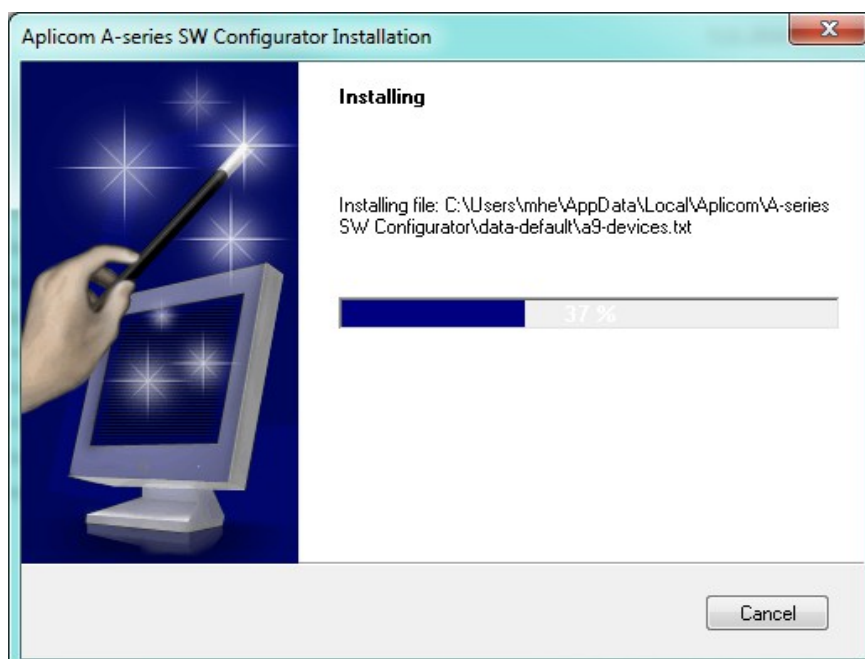 Aplicom A-series SW Configurator Installation
Installing
Installing file: C:\Users\mhe\AppData\Local\Aplicom\A-series
SW Configurator\data-default\a9-devices.txt
37 %
Cancel